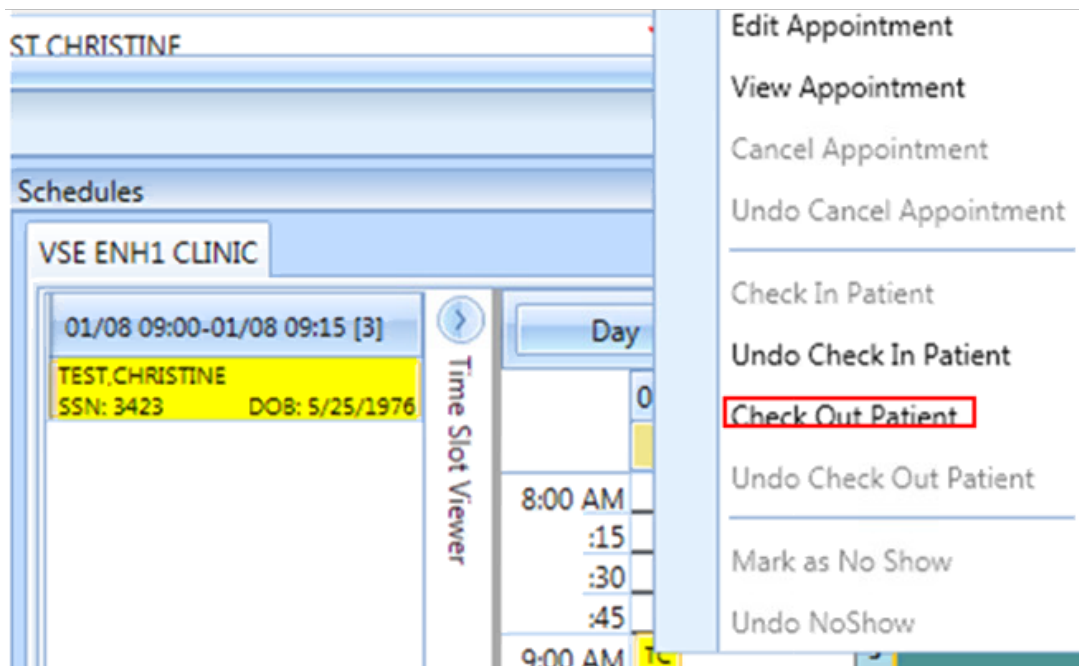 ST CHRISTINE
Schedules
VSE ENH1 CLINIC
01/08 09:00-01/08 09:15 [3]
TEST,CHRISTINE
SSN: 3423 DOB: 5/25/1976
Time Slot Viewer
Day
0
8:00 AM
:15
:30
:45
9:00 AM TC
Edit Appointment
View Appointment
Cancel Appointment
Undo Cancel Appointment
Check In Patient
Undo Check In Patient
Check Out Patient
Undo Check Out Patient
Mark as No Show
Undo NoShow